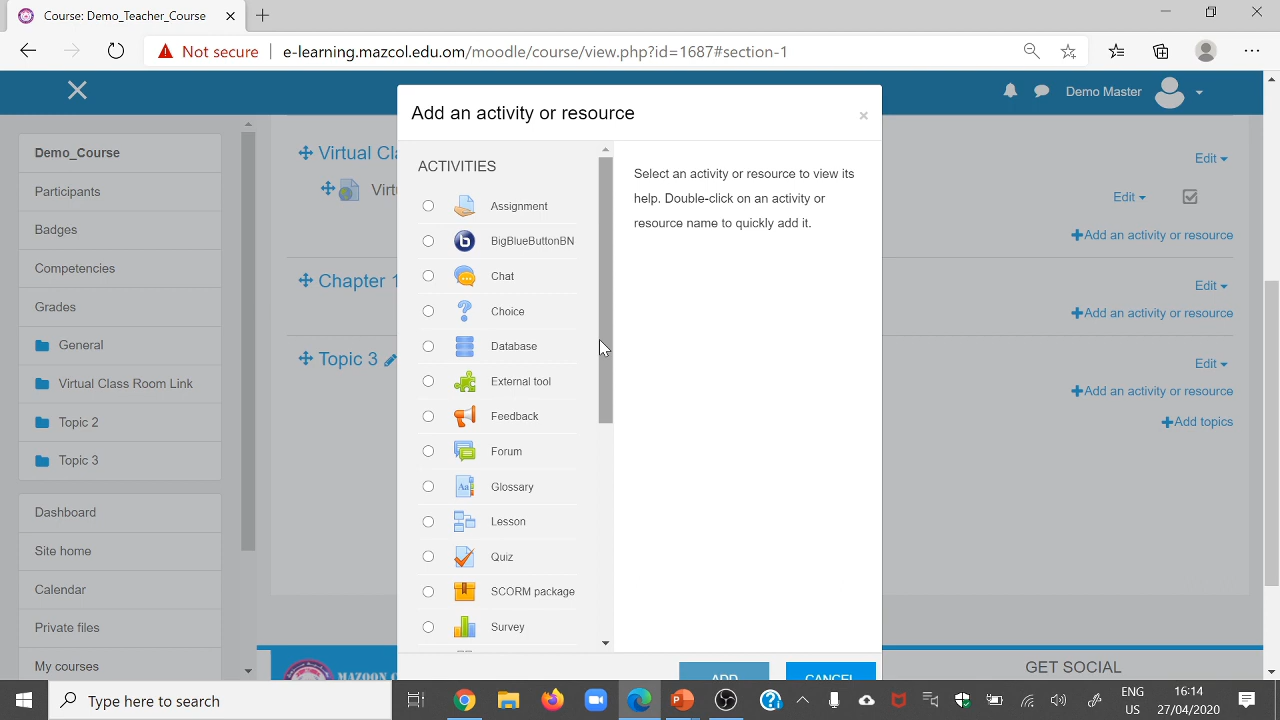 Course: Demo_Teacher_Course
Not secure
e-learning.mazcol.edu.om/moodle/course/view.php?id=1687#section-1
Demo Master
Add an activity or resource
ACTIVITIES
Assignment
BigBlueButtonBN
Chat
Choice
Database
External tool
Feedback
Forum
Glossary
Lesson
Quiz
SCORM package
Survey
Select an activity or resource to view its
help. Double-click on an activity or
resource name to quickly add it.
ADD
CANCEL
Demo_Course
Participants
Badges
Competencies
Grades
General
Virtual Class Room Link
Topic 2
Topic 3
Dashboard
Site home
Calendar
Private files
My courses
Virtual Cl
Edit
Virt
Edit
Add an activity or resource
Chapter 1
Edit
Add an activity or resource
Topic 3
Edit
Add an activity or resource
Add topics
GET SOCIAL
Type here to search
ENG
US
16:14
27/04/2020